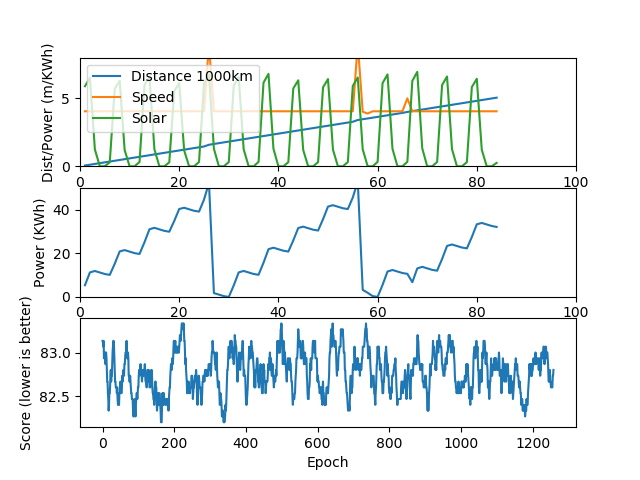 Dist/Power (m/KWh)
5
0
Distance 1000km
Speed
Solar
0 20 40 60 80 100
Power (KWh)
40
20
0
0 20 40 60 80 100
Score (lower is better)
83.0
82.5
0 200 400 600 800 1000 1200
Epoch